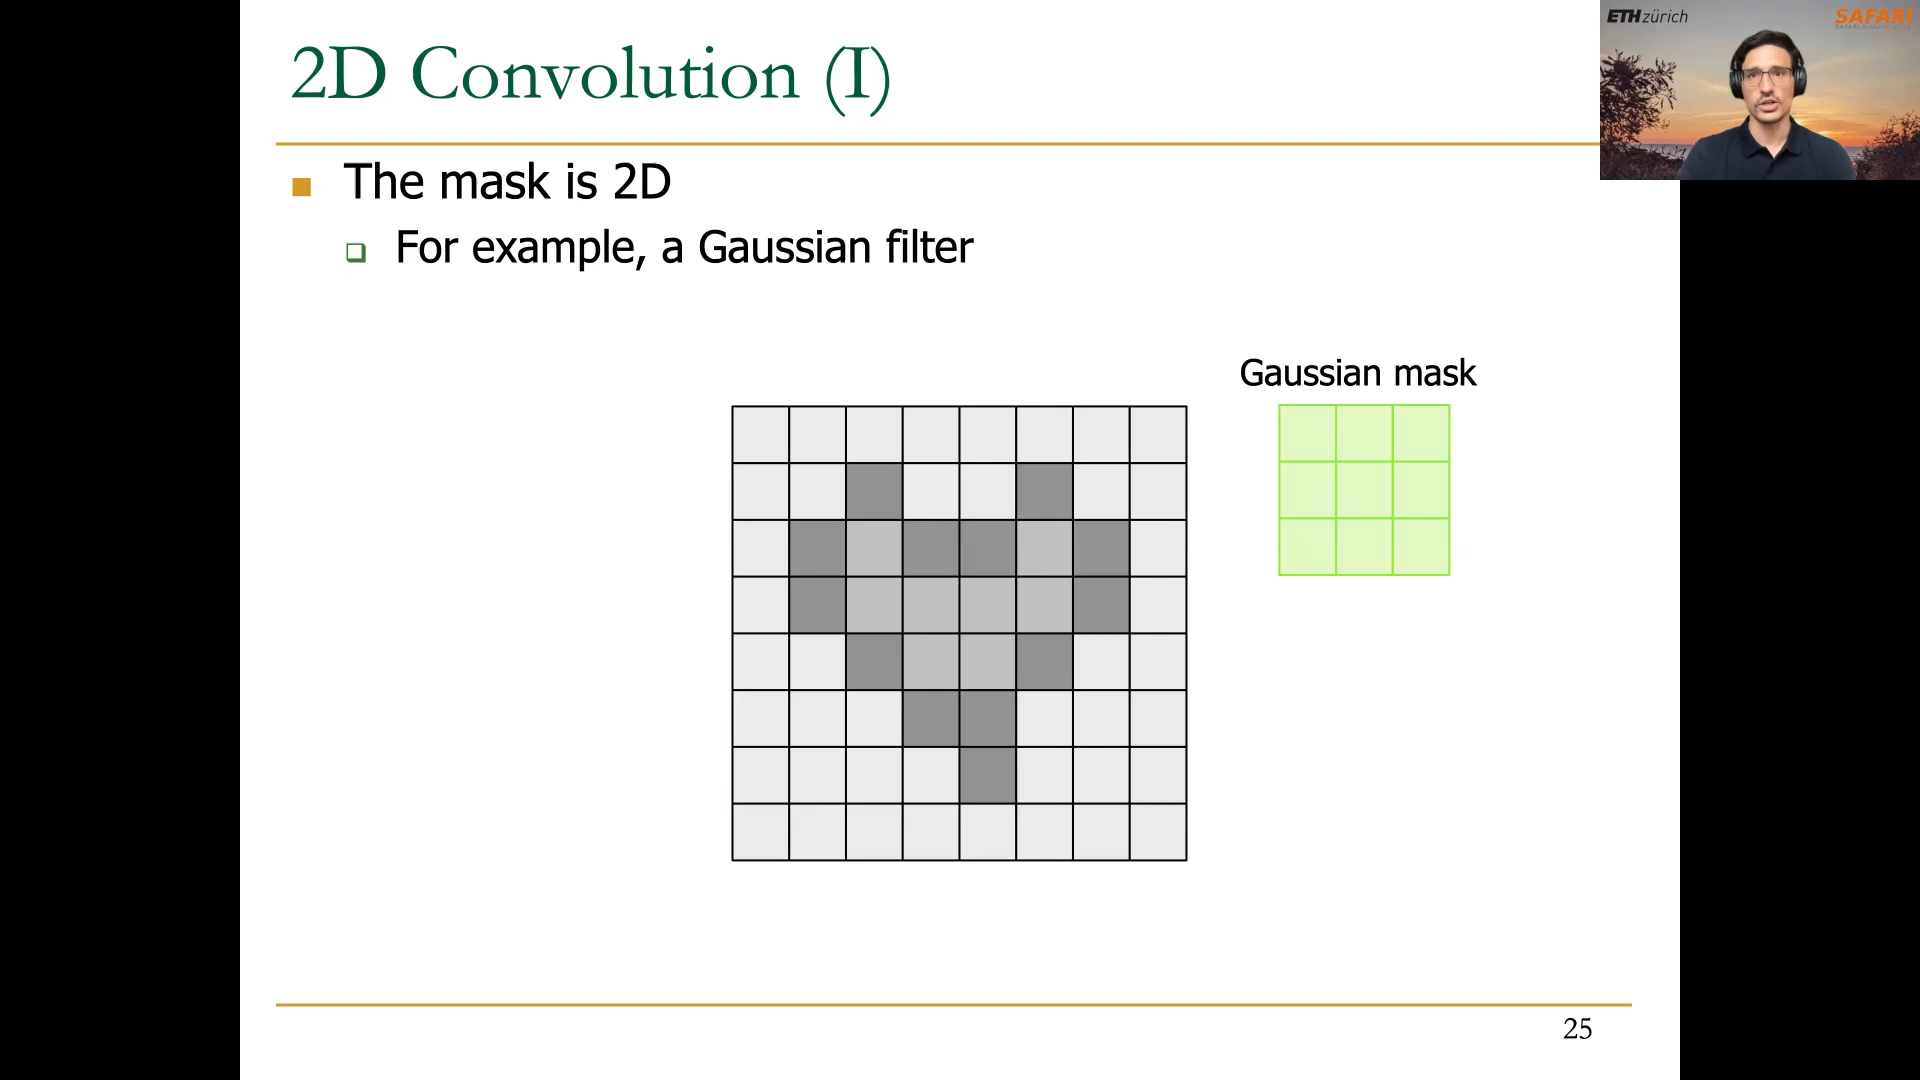 2D Convolution (I)
ETH zürich
SAFARI
The mask is 2D
For example, a Gaussian filter
Gaussian mask
25